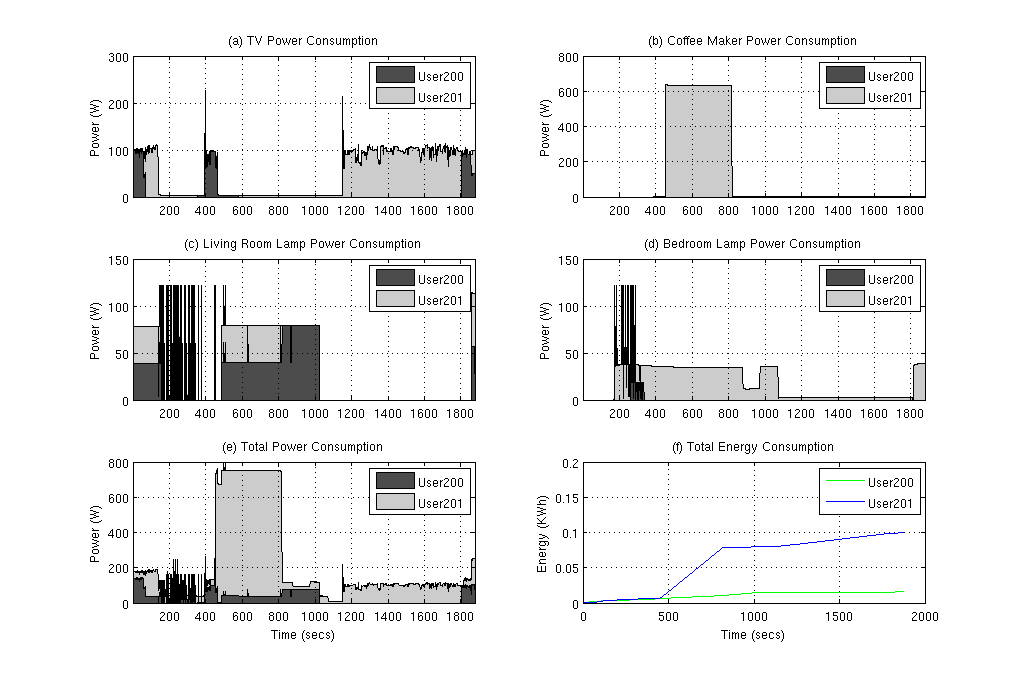 (a) TV Power Consumption
300
200
100
0
Power (W)
200 400 600 800 1000 1200 1400 1600 1800
User200
User201
(b) Coffee Maker Power Consumption
800
600
400
200
0
Power (W)
200 400 600 800 1000 1200 1400 1600 1800
User200
User201
(c) Living Room Lamp Power Consumption
150
100
50
0
Power (W)
200 400 600 800 1000 1200 1400 1600 1800
User200
User201
(d) Bedroom Lamp Power Consumption
150
100
50
0
Power (W)
200 400 600 800 1000 1200 1400 1600 1800
User200
User201
(e) Total Power Consumption
800
600
400
200
0
Power (W)
200 400 600 800 1000 1200 1400 1600 1800
Time (secs)
User200
User201
(f) Total Energy Consumption
0.2
0.15
0.1
0.05
0
Energy (KWh)
0 500 1000 1500 2000
Time (secs)
User200
User201